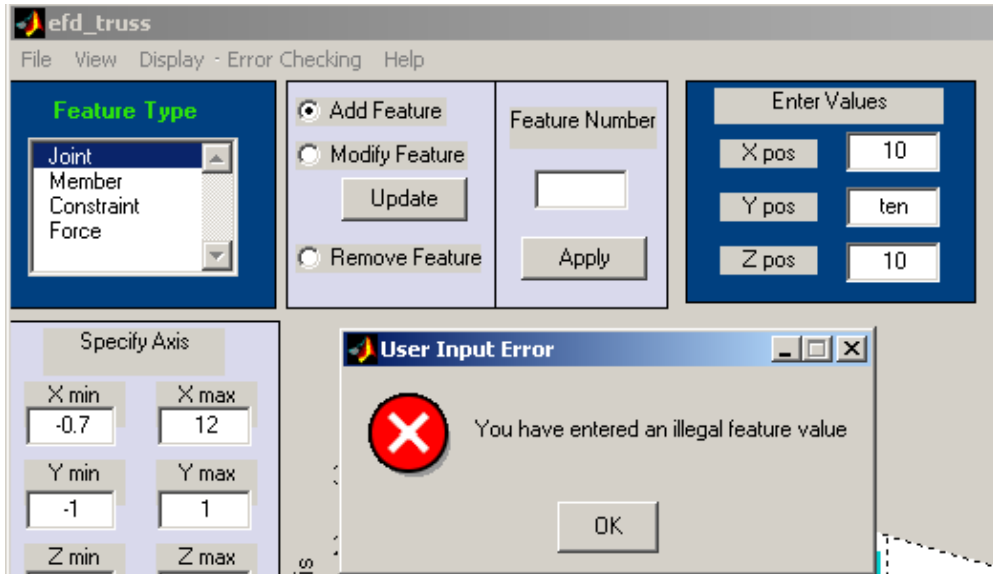 efd_truss
File View Display - Error Checking Help
Feature Type
Joint
Member
Constraint
Force
Add Feature
Modify Feature
Update
Remove Feature
Feature Number
Apply
Enter Values
X pos 10
Y pos ten
Z pos 10
Specify Axis
X min X max
-0.7 12
Y min Y max
-1 1
Z min Z max
User Input Error
You have entered an illegal feature value
OK